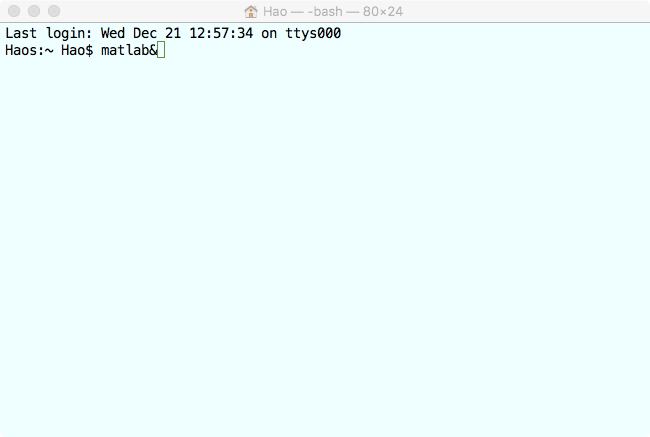 Hao — -bash — 80×24
Last login: Wed Dec 21 12:57:34 on ttys000
Haos:~ Hao$ matlab&